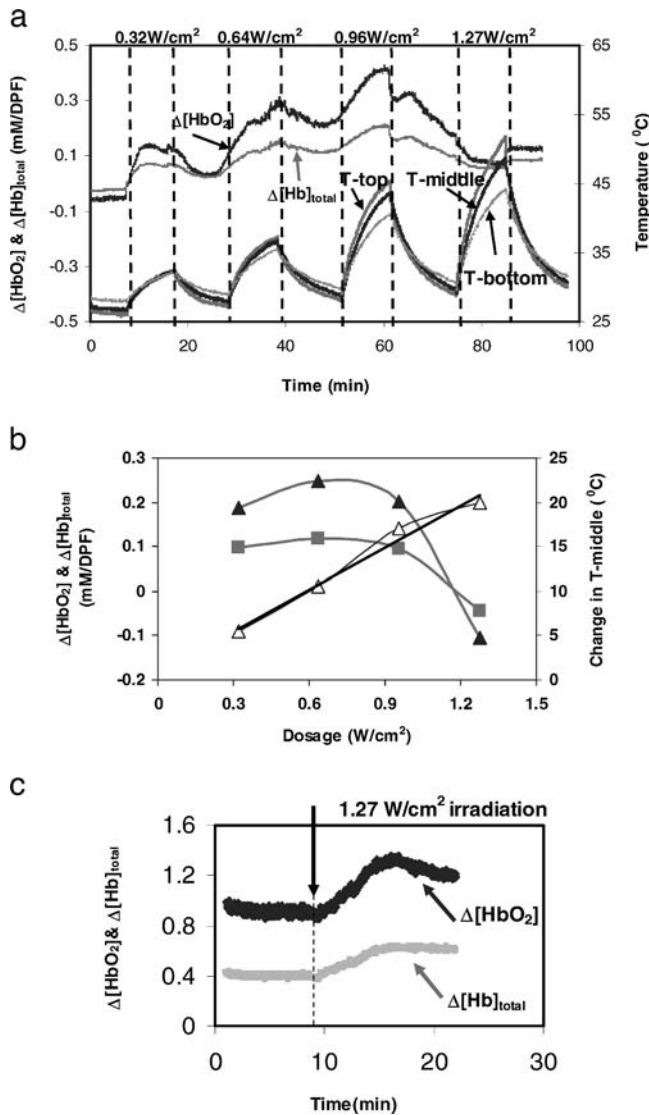 a
0.32W/cm² 0.64W/cm² 0.96W/cm² 1.27W/cm²
0.5 65
0.3 55
0.1 45
-0.1 35
-0.3
-0.5 25
Δ[HbO₂] & Δ[Hb]total (mM/DPF)
Temperature (⁰C)
Δ[HbO₂]
Δ[Hb]total
T-top
T-middle
T-bottom
0 20 40 60 80 100
Time (min)
b
0.3 25
0.2 20
0.1 15
0 10
-0.1 5
-0.2 0
Δ[HbO₂] & Δ[Hb]total
(mM/DPF)
Change in T-middle (⁰C)
0.3 0.6 0.9 1.2 1.5
Dosage (W/cm²)
c
1.27 W/cm² irradiation
1.6
1.2
0.8
0.4
0
Δ[HbO₂]& Δ[Hb]total
Δ[HbO₂]
Δ[Hb]total
0 10 20 30
Time(min)